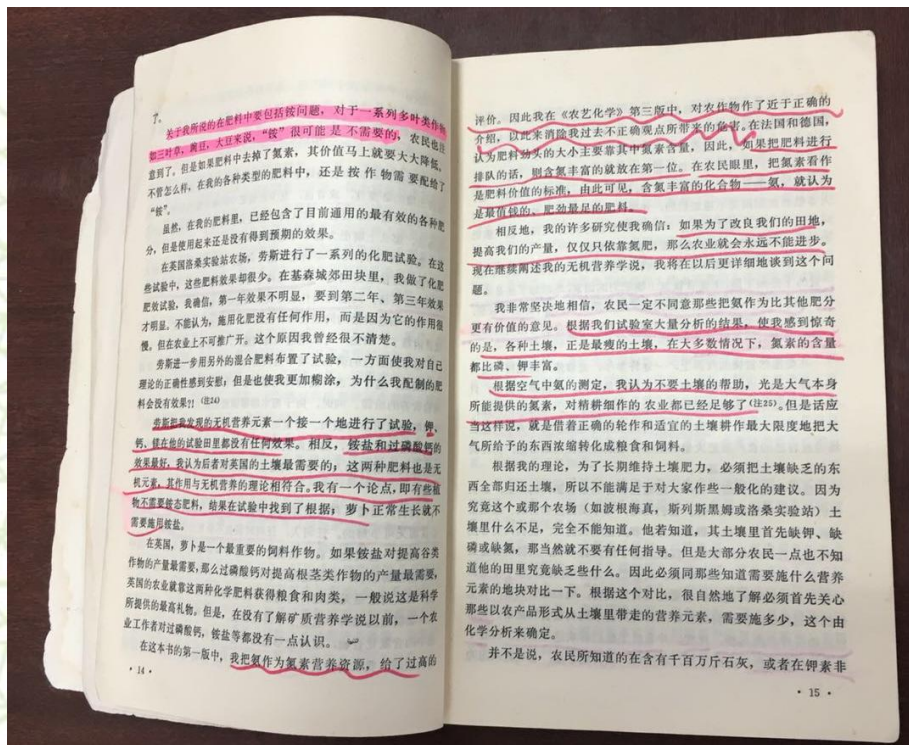 了。
关于我所说的在肥料中要包括铵问题，对于一系列多叶类作物
如三叶草，豌豆，大豆来说，“铵”很可能是不需要的，农民也注
意到了。但是如果肥料中去掉了氮素，其价值马上就要大大降低。
不管怎么样，在我的各种类型的肥料中，还是按作物需要配给了
“铵”。
虽然，在我的肥料里，已经包含了目前通用的最有效的各种肥
分，但是使用起来还是没有得到预期的效果。
在英国洛桑实验站农场，劳斯进行了一系列的化肥试验。在这
些试验中，这些肥料效果却很少。在基森城郊田块里，我做了化肥
肥效试验，我确信，第一年效果不明显，要到第二年、第三年效果
才明显。不能认为，施用化肥没有任何作用，而是因为它的作用很
慢。但在农业上不可推广开。这个原因我曾经很不清楚。
劳斯进一步用另外的混合肥料布置了试验，一方面使我对自己
理论的正确性感到安慰，但是也使我更加糊涂，为什么我配制的肥
料会没有效果？！（注24）
劳斯把我发现的无机营养元素一个接一个地进行了试验，钾、
钙、镁在他的试验田里都没有任何效果。相反，铵盐和过磷酸钙的
效果最好，我认为后者对英国的土壤最需要的，这两种肥料也是无
机元素，其作用与无机营养的理论相符合。我有一个论点，即有些植
物不需要铵态肥料，结果在试验中找到了根据：萝卜正常生长就不
需要施用铵盐。
在英国，萝卜是一个最重要的饲料作物。如果铵盐对提高谷类
作物的产量最需要，那么过磷酸钙对提高根茎类作物的产量最需要，
英国的农业就靠这两种化学肥料获得粮食和肉类，一般说这是科学
所提供的最高礼物。但是，在没有了解矿质营养学说以前，一个农
业工作者对过磷酸钙，铵盐等都没有一点认识。
在这本书的第一版中，我把氨作为氮素营养资源，给了过高的
· 14 ·
评价。因此我在《农艺化学》第三版中，对农作物作了近于正确的
介绍，以此来消除我过去不正确观点所带来的危害。在法国和德国，
认为肥料劲头的大小主要靠其中氮素含量，因此，如果把肥料进行
排队的话，则含氮丰富的就放在第一位。在农民眼里，把氮素看作
是肥料价值的标准，由此可见，含氮丰富的化合物——氨，就认为
是最值钱的、肥劲最足的肥料。
相反地，我的许多研究使我确信：如果为了改良我们的田地，
提高我们的产量，仅仅只依靠氮肥，那么农业就会永远不能进步。
现在继续阐述我的无机营养学说，我将在以后更详细地谈到这个问
题。
我非常坚决地相信，农民一定不同意那些把氨作为比其他肥分
更有价值的意见。根据我们试验室大量分析的结果，使我感到惊奇
的是，各种土壤，正是最瘦的土壤，在大多数情况下，氮素的含量
都比磷、钾丰富。
根据空气中氨的测定，我认为不要土壤的帮助，光是大气本身
所能提供的氮素，对精耕细作的农业都已经足够了（注25）。但是话应
当这样说，就是借着正确的轮作和适宜的土壤耕作最大限度地把大
气所给予的东西浓缩转化成粮食和饲料。
根据我的理论，为了长期维持土壤肥力，必须把土壤缺乏的东
西全部归还土壤，所以不能满足于对大家作些一般化的建议。因为
究竟这个或那个农场（如波根海真，斯列斯黑姆或洛桑实验站）土
壤里什么不足，完全不能知道。他若知道，其土壤里首先缺钾、缺
磷或缺氮，那当然就不要有任何指导。但是大部分农民一点也不知
道他的田里究竟缺乏些什么。因此必须同那些知道需要施什么营养
元素的地块对比一下。根据这个对比，很自然地了解必须首先关心
那些以农产品形式从土壤里带走的营养元素，需要施多少，这个由
化学分析来确定。
并不是说，农民所知道的在含有千百万斤石灰，或者在钾素非
· 15 ·